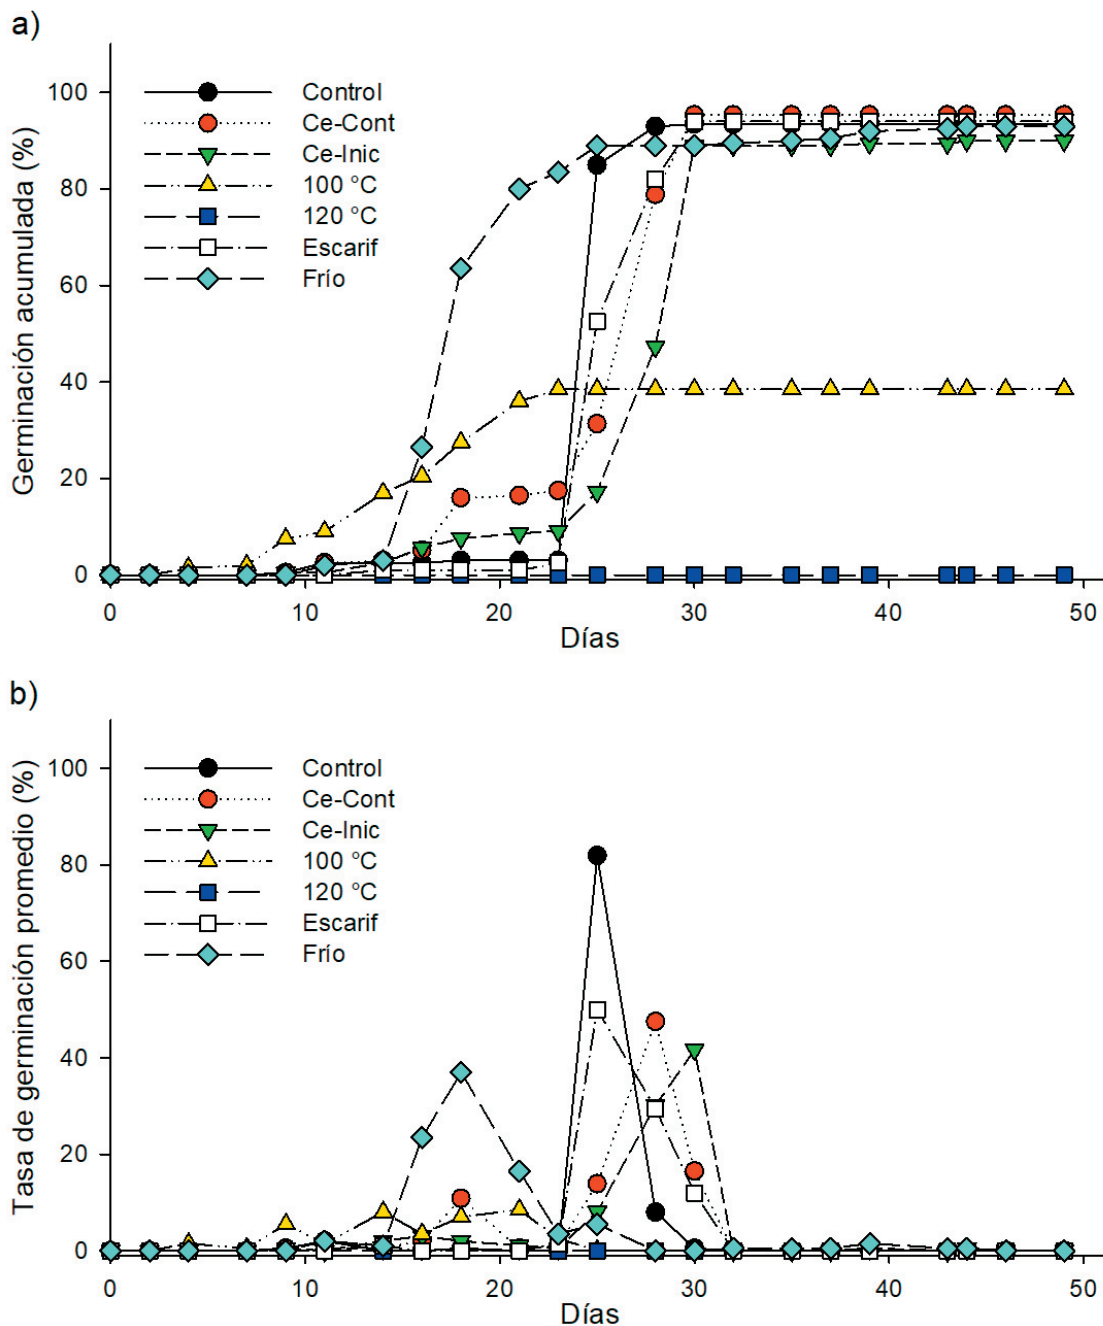 a)
Germinación acumulada (%)
100
80
60
40
20
0
Control
Ce-Cont
Ce-Inic
100 °C
120 °C
Escarif
Frío
0 10 20 30 40 50
Días
b)
Tasa de germinación promedio (%)
100
80
60
40
20
0
Control
Ce-Cont
Ce-Inic
100 °C
120 °C
Escarif
Frío
0 10 20 30 40 50
Días